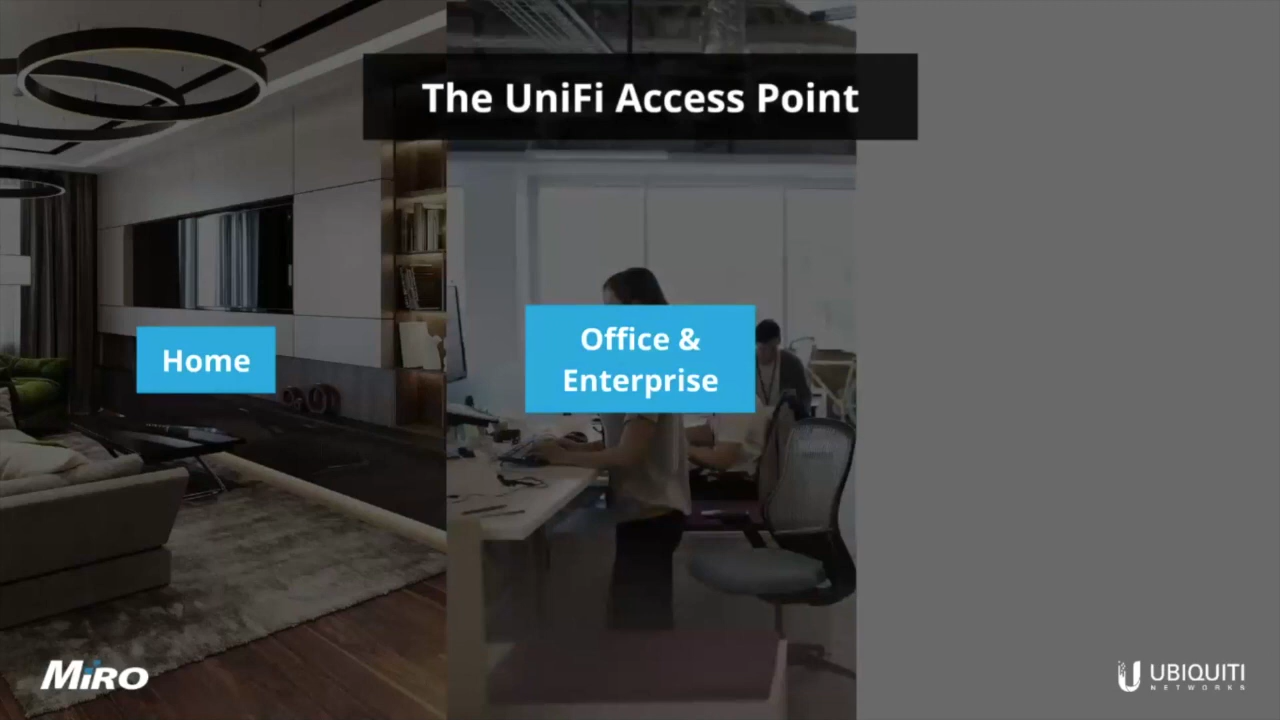 The UniFi Access Point
Home
Office &
Enterprise
MiRO
UBIQUITI
NETWORKS